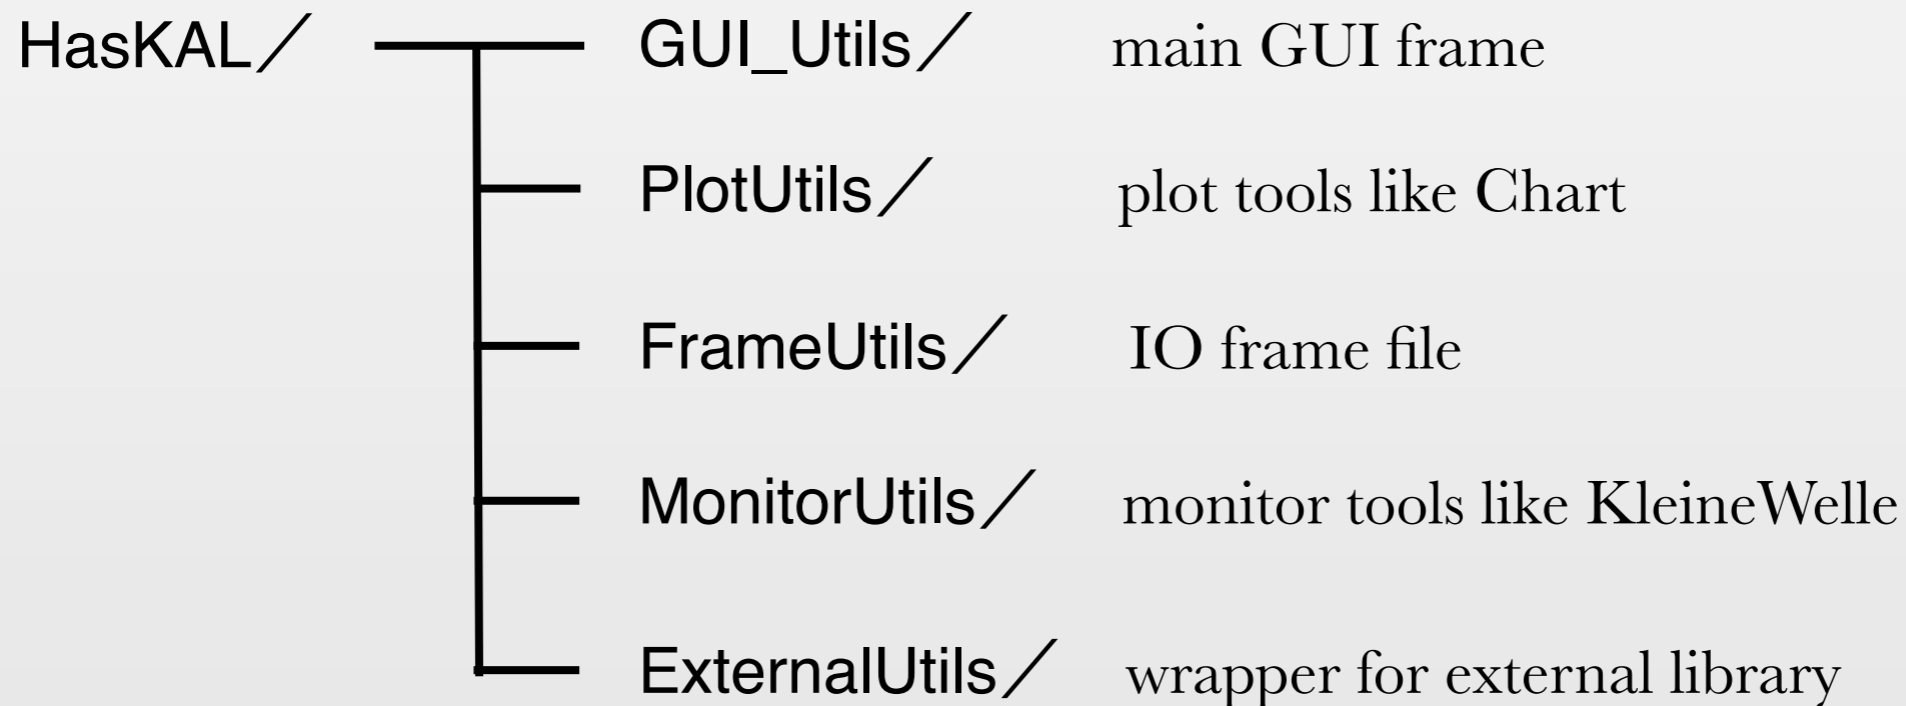 HasKAL／ GUI_Utils／ main GUI frame
PlotUtils／ plot tools like Chart
FrameUtils／ IO frame file
MonitorUtils／ monitor tools like KleineWelle
ExternalUtils／ wrapper for external library